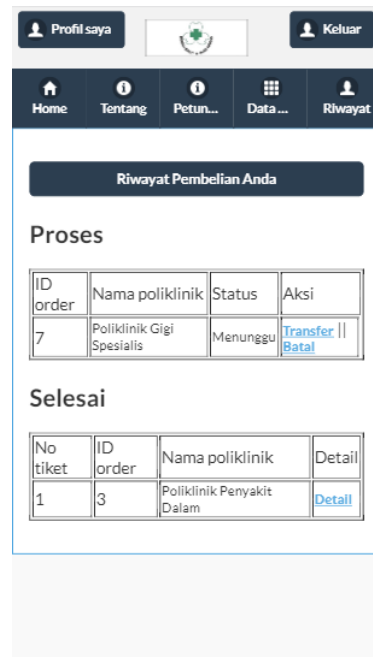 Profil saya
Keluar
Home Tentang Petun... Data ... Riwayat
Riwayat Pembelian Anda
Proses
ID order Nama poliklinik Status Aksi
7 Poliklinik Gigi Spesialis Menunggu Transfer || Batal
Selesai
No tiket ID order Nama poliklinik Detail
1 3 Poliklinik Penyakit Dalam Detail